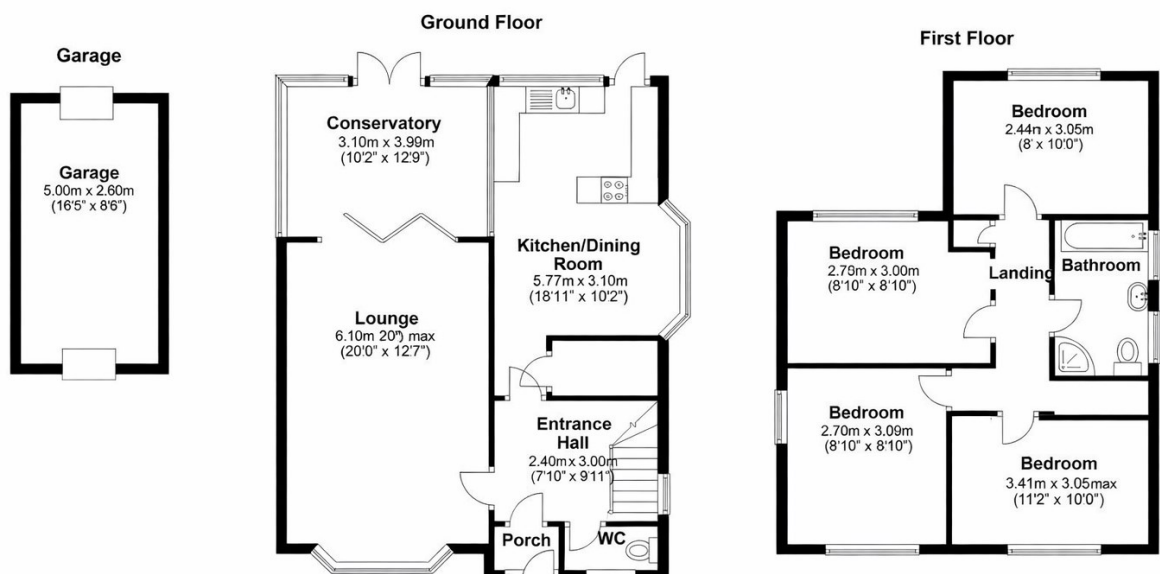 Garage
Garage
5.00m x 2.60m
(16'5" x 8'6")
Ground Floor
Conservatory
3.10m x 3.99m
(10'2" x 12'9")
Kitchen/Dining
Room
5.77m x 3.10m
(18'11" x 10'2")
Lounge
6.10m 20") max
(20'0" x 12'7")
Entrance
Hall
2.40m x 3.00m
(7'10" x 9'11")
Porch
WC
First Floor
Bedroom
2.44m x 3.05m
(8' x 10'0")
Bedroom
2.79m x 3.00m
(8'10" x 8'10")
Landing
Bathroom
Bedroom
2.70m x 3.09m
(8'10" x 8'10")
Bedroom
3.41m x 3.05max
(11'2" x 10'0")